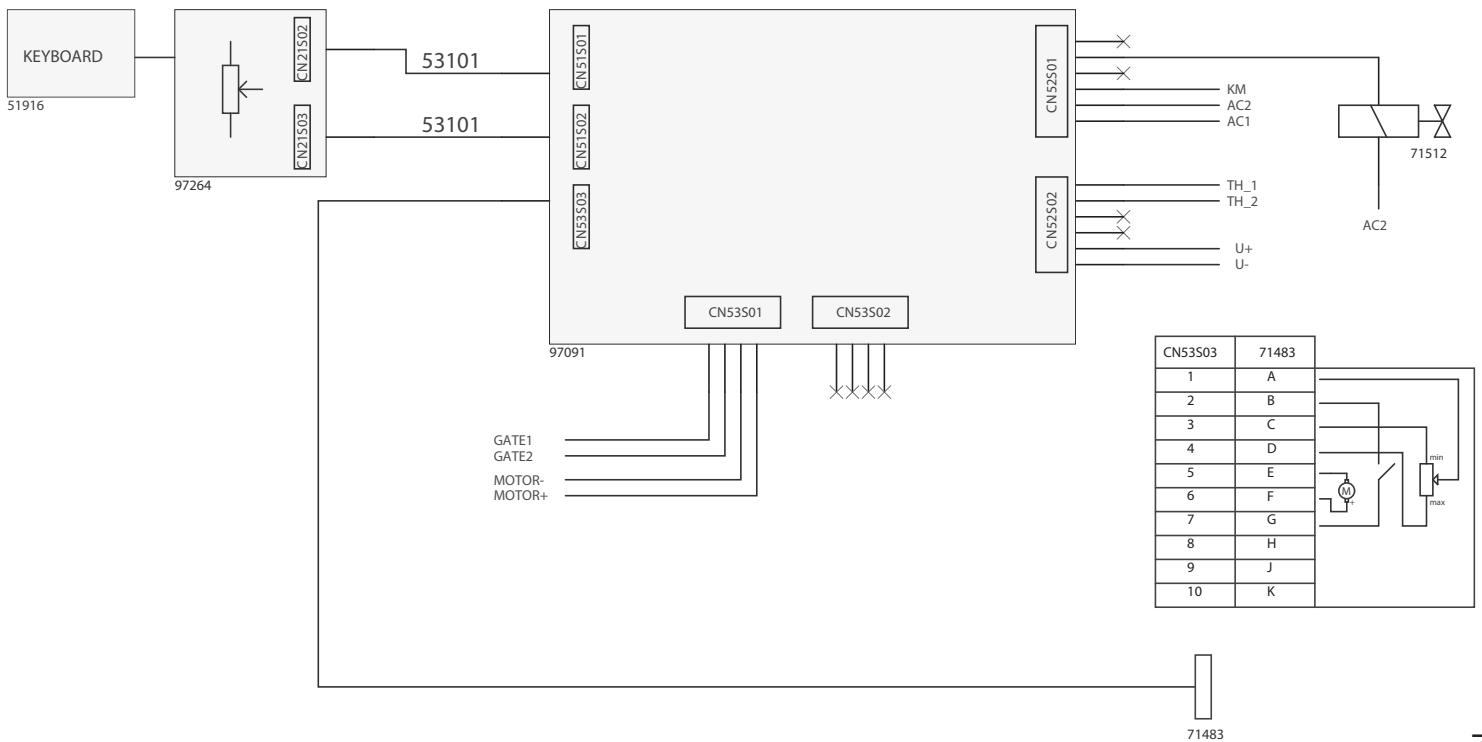 KEYBOARD
51916
CN21S02
CN21S03
97264
53101
53101
CN51S01
CN51S02
CN53S03
CN52S01
CN52S02
CN53S01
CN53S02
97091
KM
AC2
AC1
TH_1
TH_2
U+
U-
71512
AC2
GATE1
GATE2
MOTOR-
MOTOR+
CN53S03 71483
1 A
2 B
3 C
4 D
5 E
6 F
7 G
8 H
9 J
10 K
M
+
min
max
71483